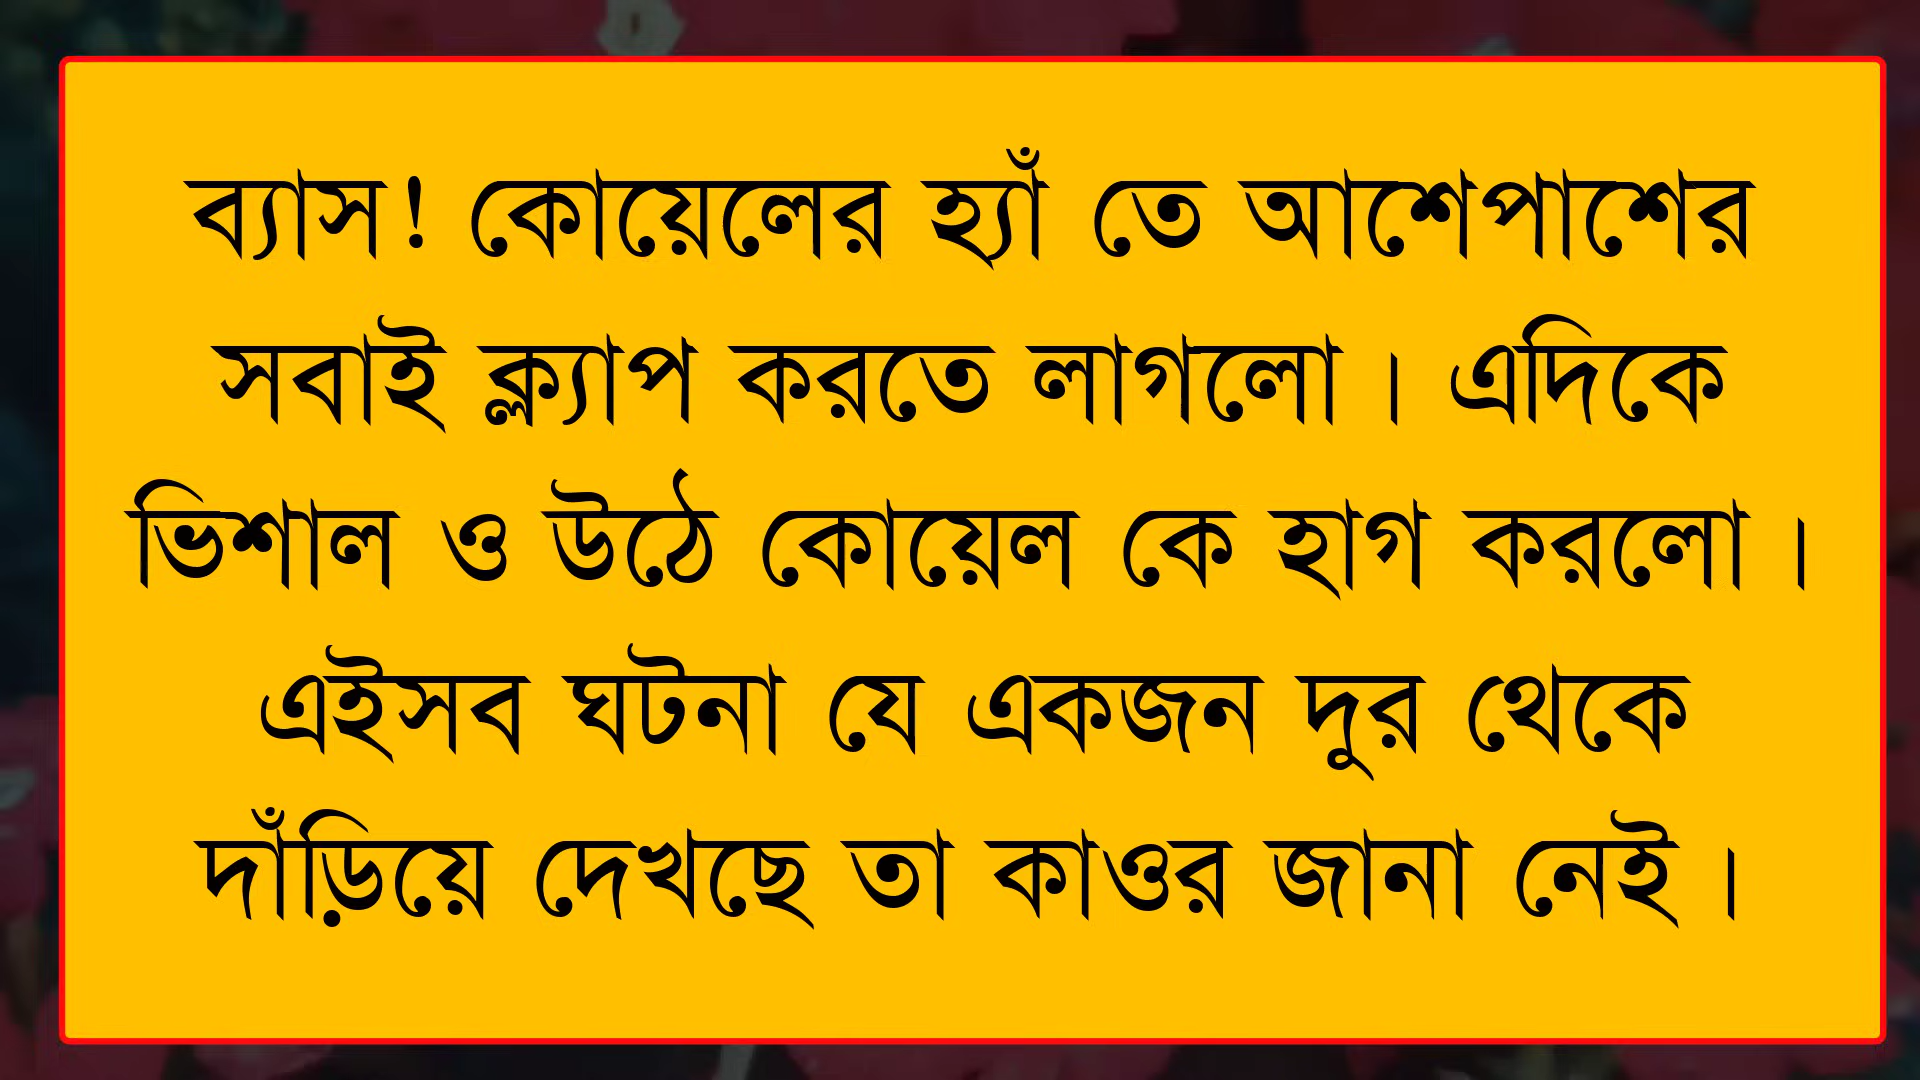 ব্যাস! কোয়েলের হ্যাঁ তে আশেপাশের
সবাই ক্ল্যাপ করতে লাগলো। এদিকে
ভিশাল ও উঠে কোয়েল কে হাগ করলো।
এইসব ঘটনা যে একজন দুর থেকে
দাঁড়িয়ে দেখছে তা কাওর জানা নেই।